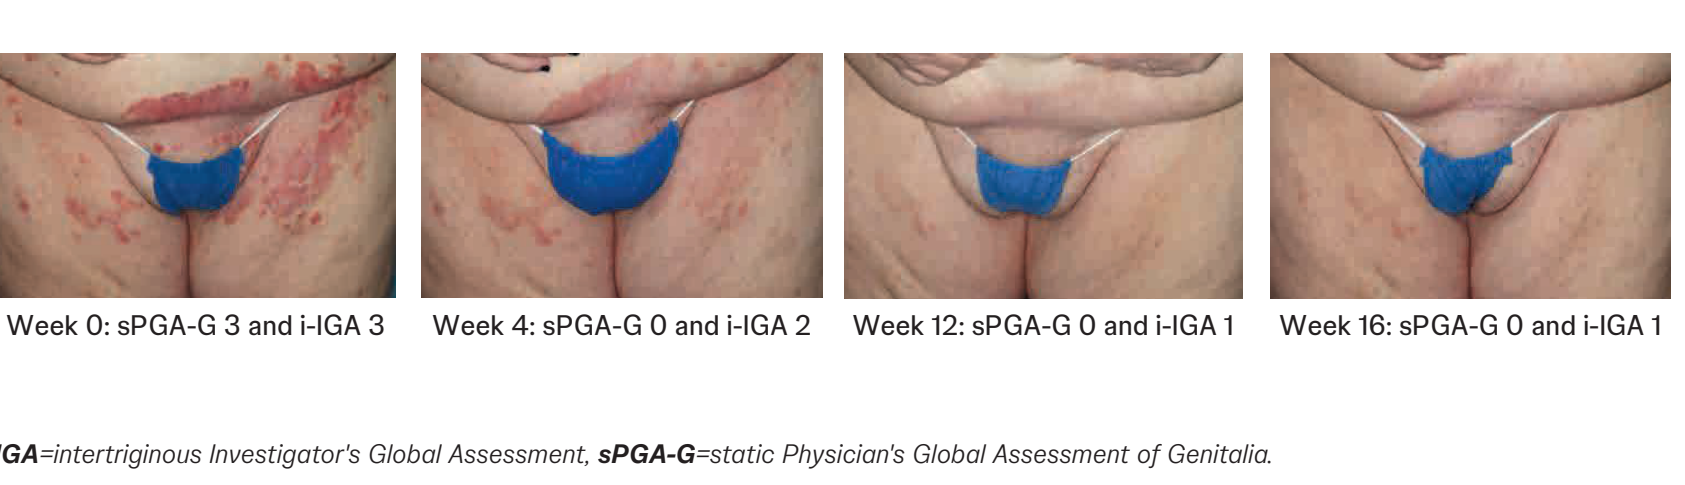 Week 0: sPGA-G 3 and i-IGA 3
Week 4: sPGA-G 0 and i-IGA 2
Week 12: sPGA-G 0 and i-IGA 1
Week 16: sPGA-G 0 and i-IGA 1
IGA=intertriginous Investigator's Global Assessment, sPGA-G=static Physician's Global Assessment of Genitalia.